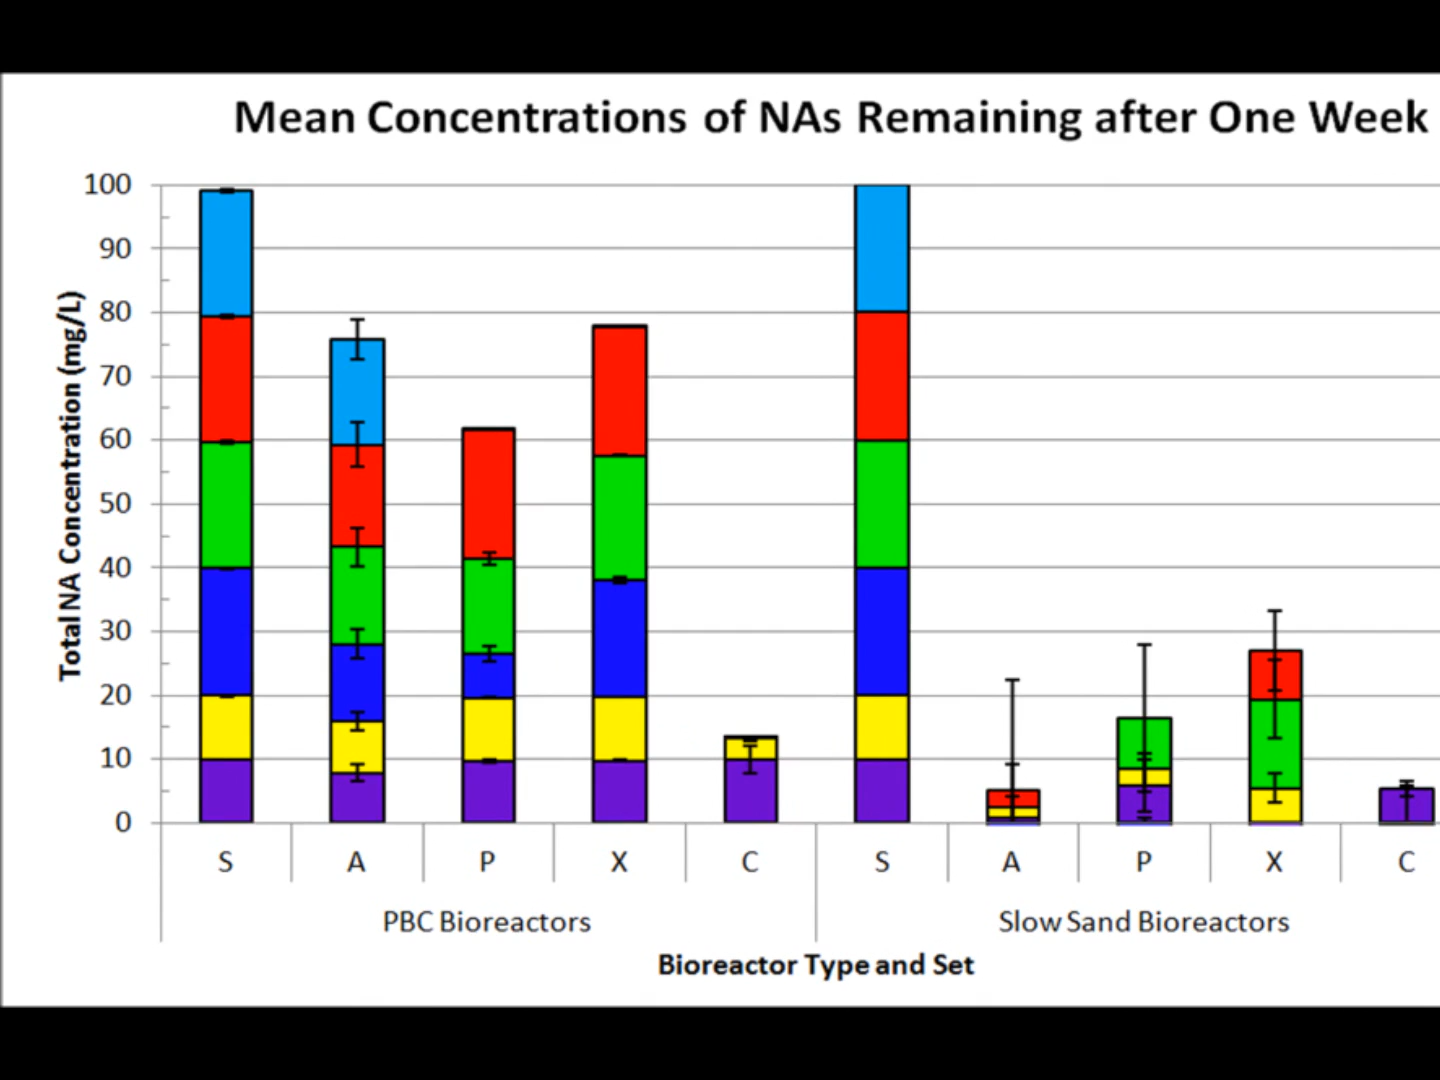 Mean Concentrations of NAs Remaining after One Week
Total NA Concentration (mg/L)
100
90
80
70
60
50
40
30
20
10
0
S A P X C S A P X C
PBC Bioreactors Slow Sand Bioreactors
Bioreactor Type and Set